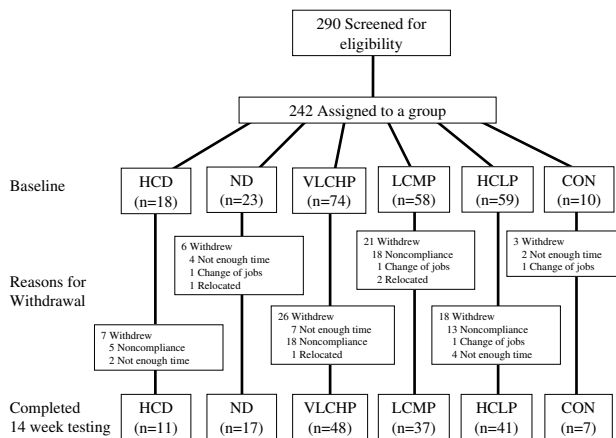 290 Screened for
eligibility
242 Assigned to a group
Baseline
HCD
(n=18)
ND
(n=23)
VLCHP
(n=74)
LCMP
(n=58)
HCLP
(n=59)
CON
(n=10)
Reasons for
Withdrawal
7 Withdrew
5 Noncompliance
2 Not enough time
6 Withdrew
4 Not enough time
1 Change of jobs
1 Relocated
26 Withdrew
7 Not enough time
18 Noncompliance
1 Relocated
21 Withdrew
18 Noncompliance
1 Change of jobs
2 Relocated
18 Withdrew
13 Noncompliance
1 Change of jobs
4 Not enough time
3 Withdrew
2 Not enough time
1 Change of jobs
Completed
14 week testing
HCD
(n=11)
ND
(n=17)
VLCHP
(n=48)
LCMP
(n=37)
HCLP
(n=41)
CON
(n=7)